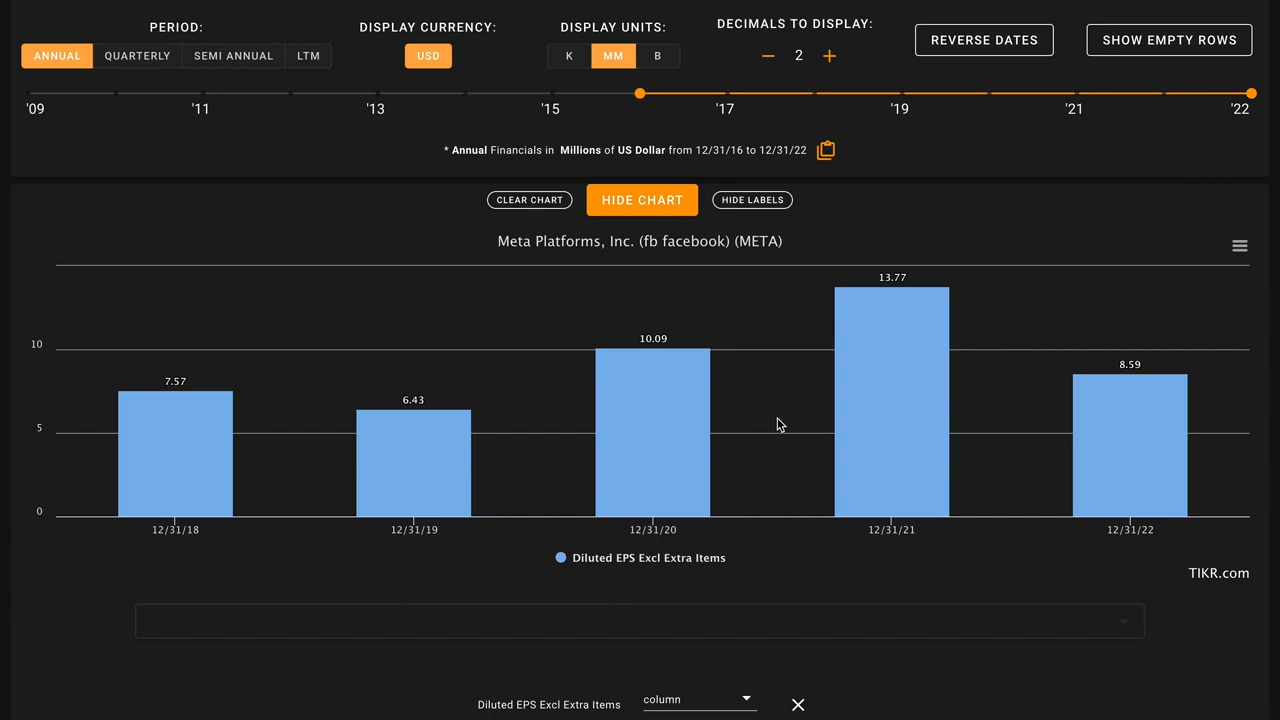 PERIOD:
DISPLAY CURRENCY:
DISPLAY UNITS:
DECIMALS TO DISPLAY:
ANNUAL QUARTERLY SEMI ANNUAL LTM
USD
K MM B
2
REVERSE DATES
SHOW EMPTY ROWS
'09 '11 '13 '15 '17 '19 '21 '22
* Annual Financials in Millions of US Dollar from 12/31/16 to 12/31/22
CLEAR CHART HIDE CHART HIDE LABELS
Meta Platforms, Inc. (fb facebook) (META)
13.77
10.09
10
8.59
7.57
6.43
5
0
12/31/18 12/31/19 12/31/20 12/31/21 12/31/22
Diluted EPS Excl Extra Items
TIKR.com
Diluted EPS Excl Extra Items column